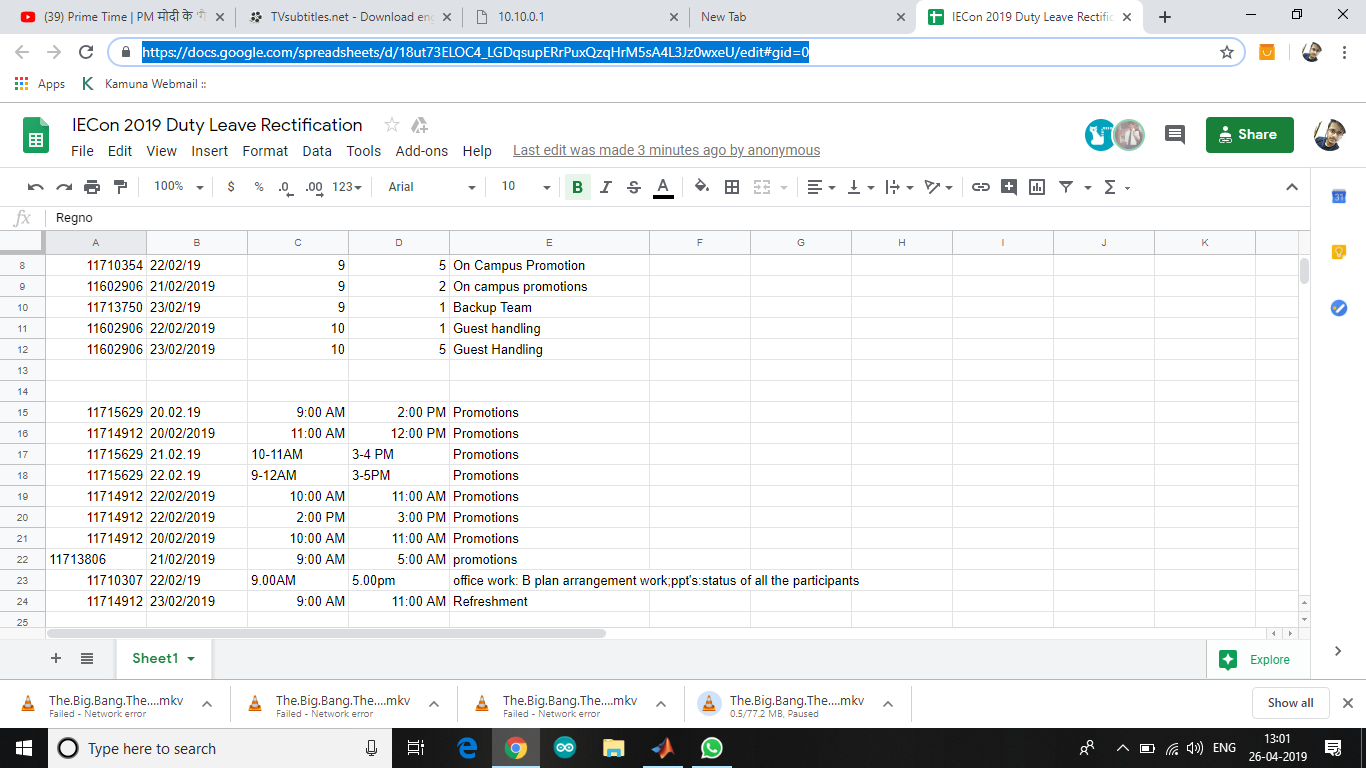 (39) Prime Time | PM मोदी के 'गै
TVsubtitles.net - Download eng
10.10.0.1
New Tab
IECon 2019 Duty Leave Rectific
https://docs.google.com/spreadsheets/d/18ut73ELOC4_LGDqsupERrPuxQzqHrM5sA4L3Jz0wxeU/edit#gid=0
Apps
K Kamuna Webmail ::
IECon 2019 Duty Leave Rectification
File Edit View Insert Format Data Tools Add-ons Help Last edit was made 3 minutes ago by anonymous
Share
100% $ % .0 .00 123 Arial 10 B I S A Σ
31
fx Regno
A B C D E F G H I J K
8 11710354 22/02/19 9 5 On Campus Promotion
9 11602906 21/02/2019 9 2 On campus promotions
10 11713750 23/02/19 9 1 Backup Team
11 11602906 22/02/2019 10 1 Guest handling
12 11602906 23/02/2019 10 5 Guest Handling
13
14
15 11715629 20.02.19 9:00 AM 2:00 PM Promotions
16 11714912 20/02/2019 11:00 AM 12:00 PM Promotions
17 11715629 21.02.19 10-11AM 3-4 PM Promotions
18 11715629 22.02.19 9-12AM 3-5PM Promotions
19 11714912 22/02/2019 10:00 AM 11:00 AM Promotions
20 11714912 22/02/2019 2:00 PM 3:00 PM Promotions
21 11714912 20/02/2019 10:00 AM 11:00 AM Promotions
22 11713806 21/02/2019 9:00 AM 5:00 AM promotions
23 11710307 22/02/19 9.00AM 5.00pm office work: B plan arrangement work;ppt's:status of all the participants
24 11714912 23/02/2019 9:00 AM 11:00 AM Refreshment
25
Sheet1
Explore
The.Big.Bang.The....mkv
Failed - Network error
The.Big.Bang.The....mkv
Failed - Network error
The.Big.Bang.The....mkv
Failed - Network error
The.Big.Bang.The....mkv
0.5/77.2 MB, Paused
Show all
Type here to search
ENG
13:01
26-04-2019